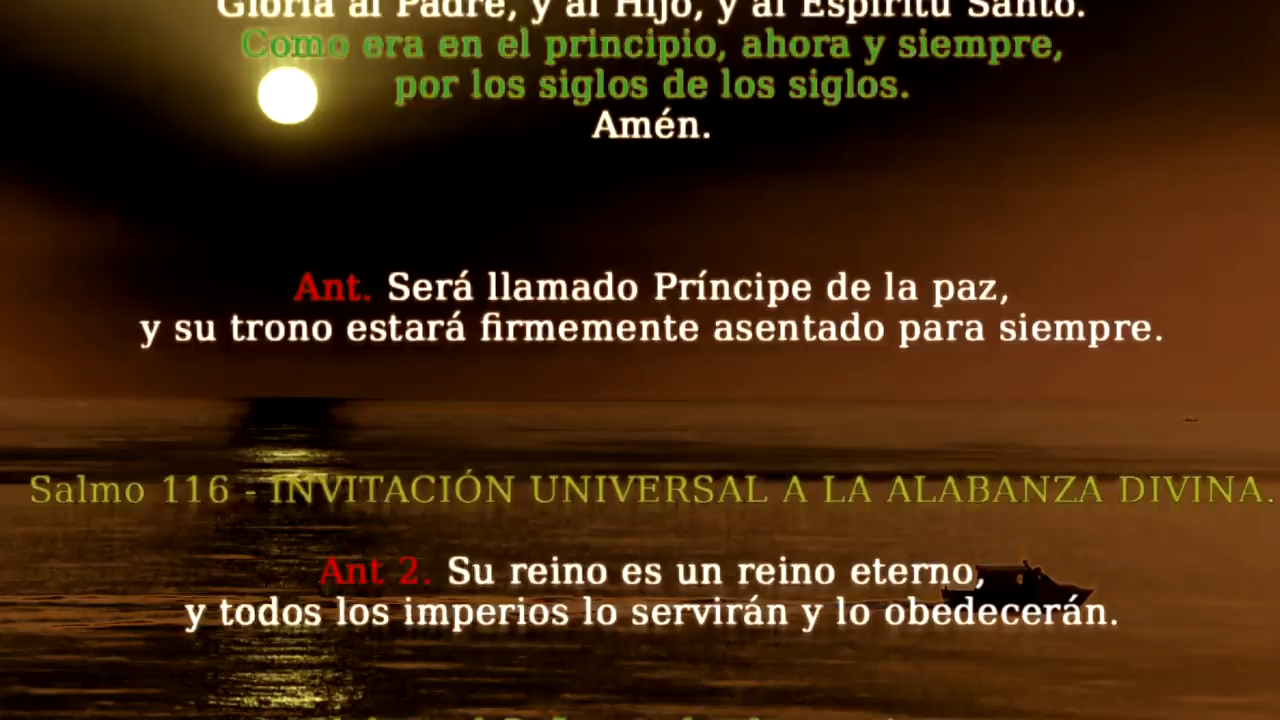 Gloria al Padre, y al Hijo, y al Espíritu Santo.
Como era en el principio, ahora y siempre,
por los siglos de los siglos.
Amén.
Ant. Será llamado Príncipe de la paz,
y su trono estará firmemente asentado para siempre.
Salmo 116 - INVITACIÓN UNIVERSAL A LA ALABANZA DIVINA.
Ant 2. Su reino es un reino eterno,
y todos los imperios lo servirán y lo obedecerán.